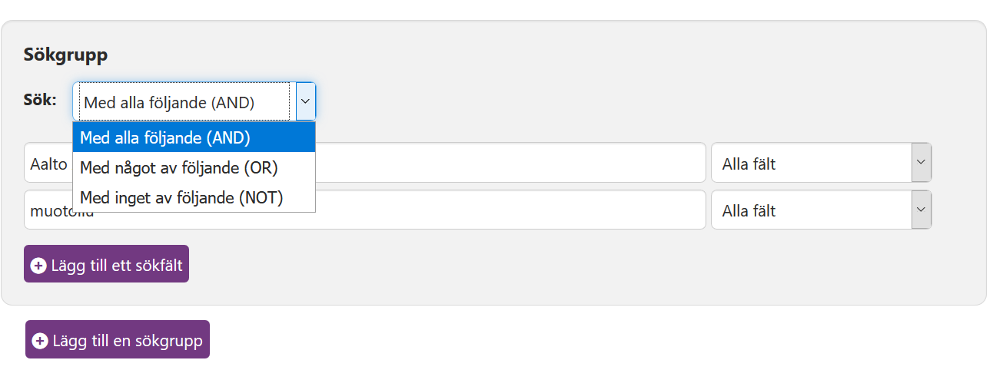 Sökgrupp
Sök: Med alla följande (AND)
Med alla följande (AND)
Med något av följande (OR)
Med inget av följande (NOT)
Aalto Alla fält
muotoilu Alla fält
Lägg till ett sökfält
Lägg till en sökgrupp